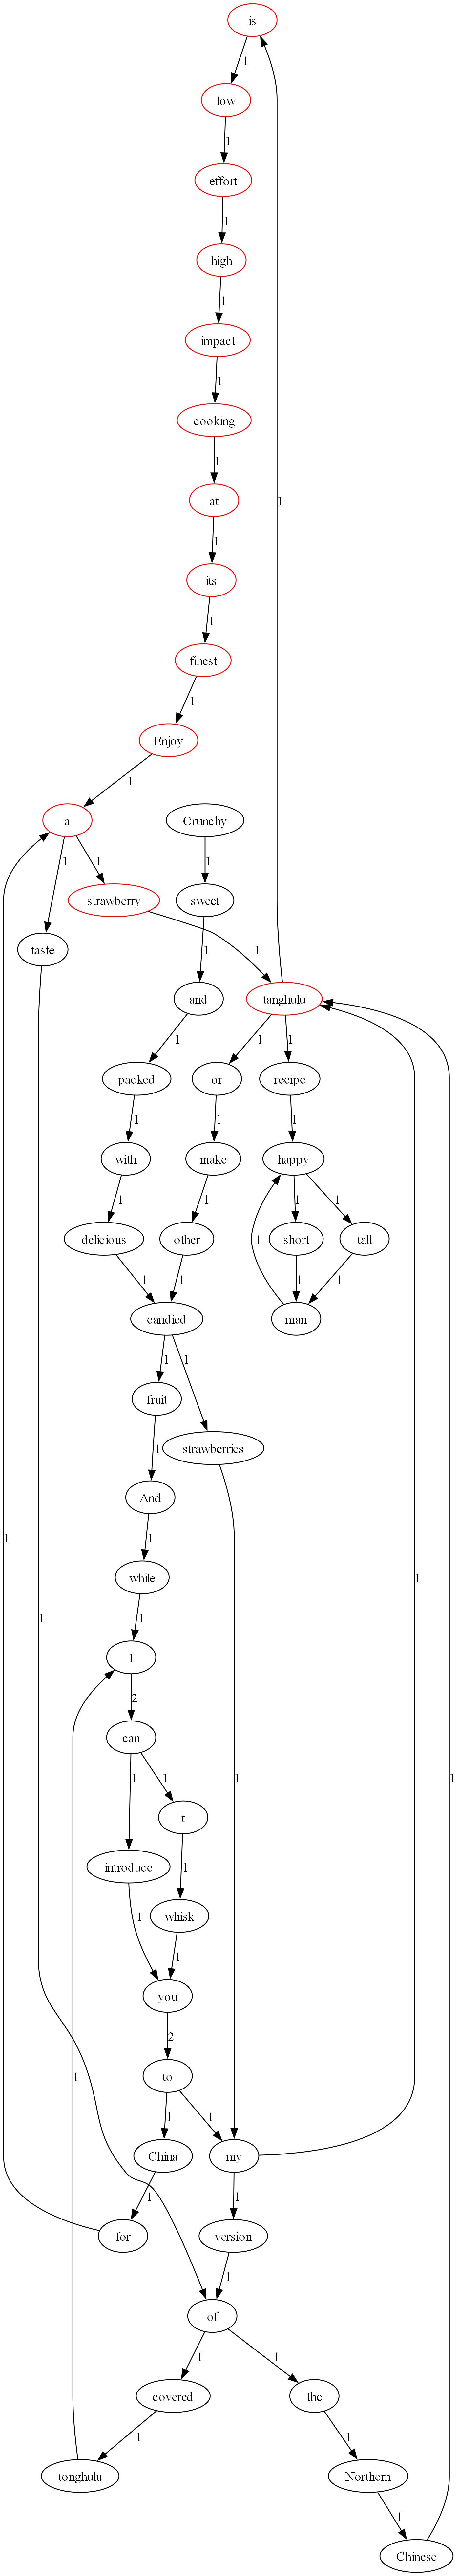 is
1
low
1
effort
1
high
1
impact
1
cooking
1
at
1 1
its
1
finest
1
Enjoy
1
a Crunchy
1 1 1
strawberry sweet
1 1
taste
and tanghulu
1 1 1
packed or recipe
1 1 1
with make happy
1 1 1 1
delicious other short tall
1 1 1 1 1
candied man
1 1
fruit
strawberries
1
And
1 1
while
1 1
1
I
2
can
1 1 1 1 1
t
introduce
1
whisk
1 1
you
2
to
1 1 1
China my
1 1
for version
1
of
1 1
covered the
1 1
tonghulu Northern
1
Chinese